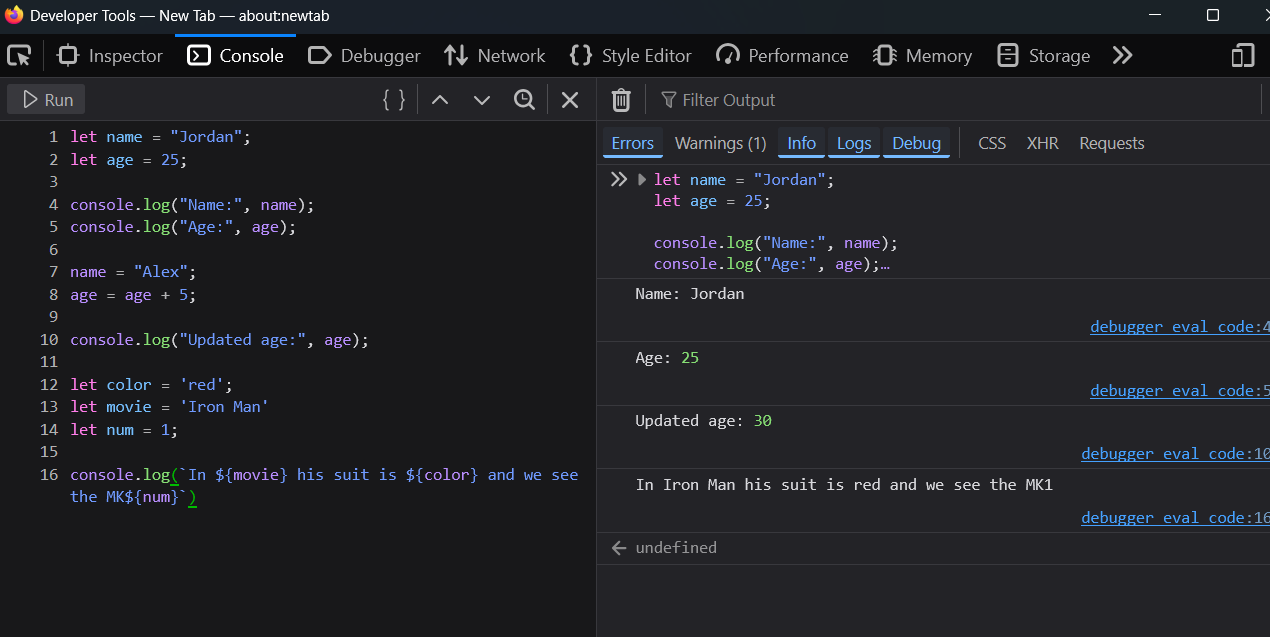 Developer Tools — New Tab — about:newtab
Inspector Console Debugger Network Style Editor Performance Memory Storage
Run
Filter Output
Errors Warnings (1) Info Logs Debug CSS XHR Requests
1 let name = "Jordan";
2 let age = 25;
3
4 console.log("Name:", name);
5 console.log("Age:", age);
6
7 name = "Alex";
8 age = age + 5;
9
10 console.log("Updated age:", age);
11
12 let color = 'red';
13 let movie = 'Iron Man'
14 let num = 1;
15
16 console.log(`In ${movie} his suit is ${color} and we see
the MK${num}`)
let name = "Jordan";
let age = 25;
console.log("Name:", name);
console.log("Age:", age);…
Name: Jordan
debugger eval code:4
Age: 25
debugger eval code:5
Updated age: 30
debugger eval code:10
In Iron Man his suit is red and we see the MK1
debugger eval code:16
undefined